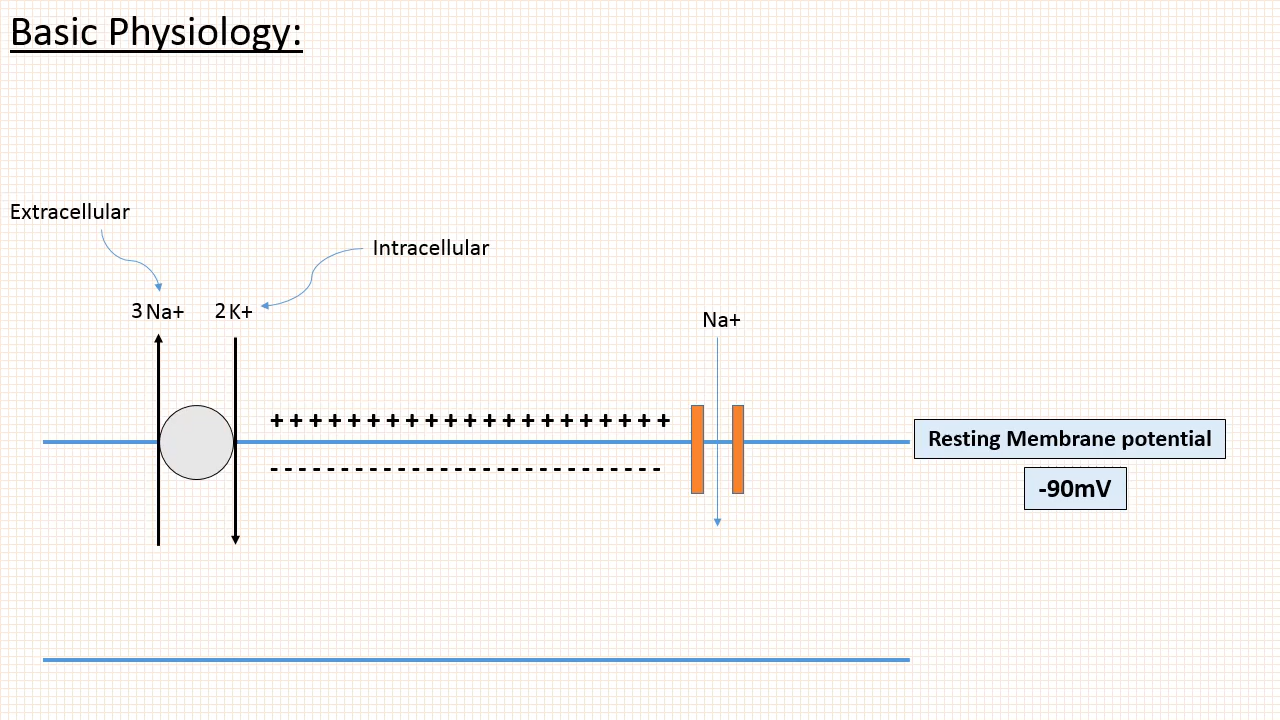 Basic Physiology:
Extracellular
Intracellular
3 Na+ 2 K+
Na+
+ + + + + + + + + + + + + + + + + + + + +
- - - - - - - - - - - - - - - - - - - - - - - - - - - -
Resting Membrane potential
-90mV